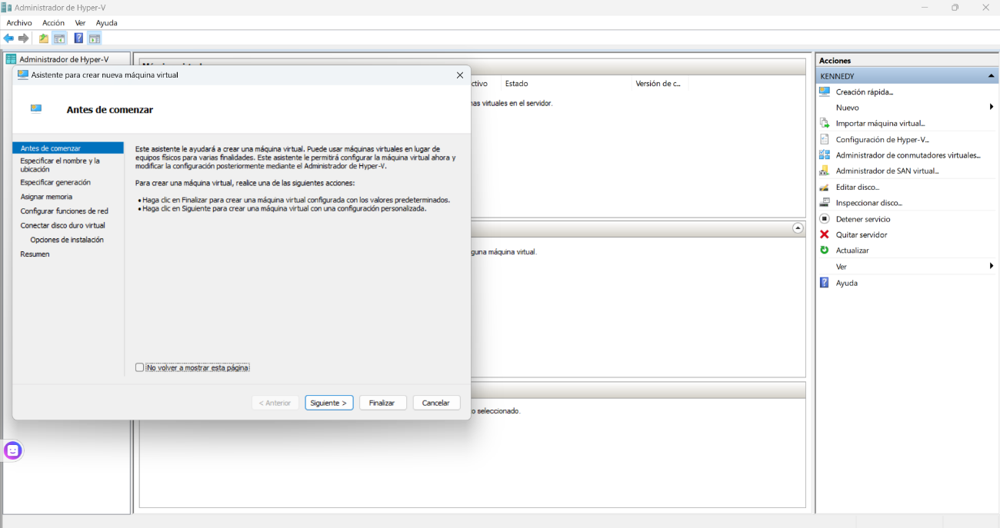 Administrador de Hyper-V
Archivo Acción Ver Ayuda
Administrador de Hyper-V
Asistente para crear nueva máquina virtual
Antes de comenzar
Antes de comenzar
Especificar el nombre y la
ubicación
Especificar generación
Asignar memoria
Configurar funciones de red
Conectar disco duro virtual
Opciones de instalación
Resumen
Este asistente le ayudará a crear una máquina virtual. Puede usar máquinas virtuales en lugar de
equipos físicos para varias finalidades. Este asistente le permitirá configurar la máquina virtual ahora y
modificar la configuración posteriormente mediante el Administrador de Hyper-V.
Para crear una máquina virtual, realice una de las siguientes acciones:
• Haga clic en Finalizar para crear una máquina virtual configurada con los valores predeterminados.
• Haga clic en Siguiente para crear una máquina virtual con una configuración personalizada.
No volver a mostrar esta página
< Anterior Siguiente > Finalizar Cancelar
Estado Versión de c...
virtuales en el servidor.
máquina virtual.
seleccionado.
Acciones
KENNEDY
Creación rápida...
Nuevo
Importar máquina virtual...
Configuración de Hyper-V...
Administrador de conmutadores virtuales...
Administrador de SAN virtual...
Editar disco...
Inspeccionar disco...
Detener servicio
Quitar servidor
Actualizar
Ver
Ayuda